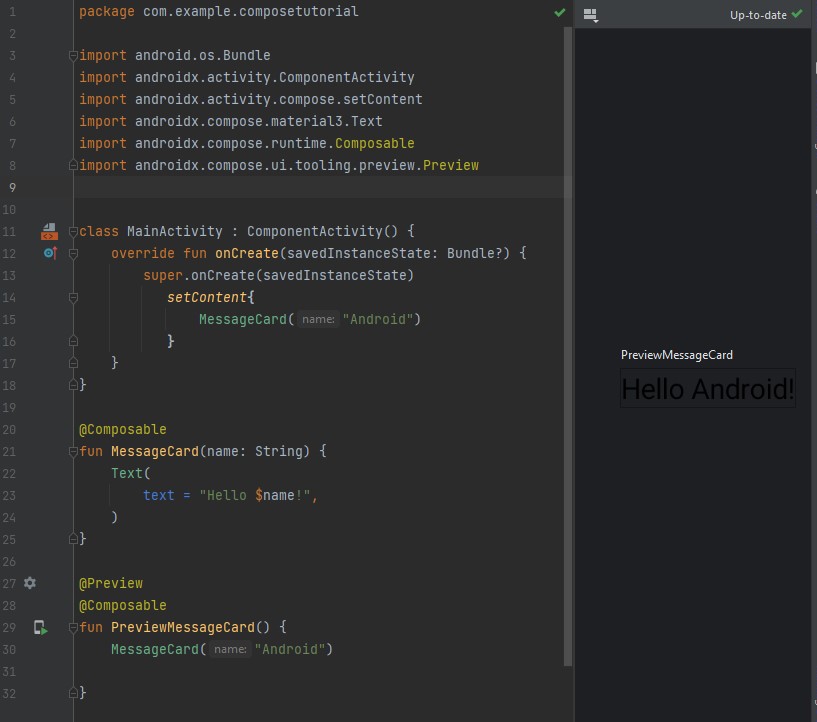 1 package com.example.composetutorial
2
3 import android.os.Bundle
4 import androidx.activity.ComponentActivity
5 import androidx.activity.compose.setContent
6 import androidx.compose.material3.Text
7 import androidx.compose.runtime.Composable
8 import androidx.compose.ui.tooling.preview.Preview
9
10
11 class MainActivity : ComponentActivity() {
12 override fun onCreate(savedInstanceState: Bundle?) {
13 super.onCreate(savedInstanceState)
14 setContent{
15 MessageCard( name: "Android")
16 }
17 }
18 }
19
20 @Composable
21 fun MessageCard(name: String) {
22 Text(
23 text = "Hello $name!",
24 )
25 }
26
27 @Preview
28 @Composable
29 fun PreviewMessageCard() {
30 MessageCard( name: "Android")
31
32 }
Up-to-date
PreviewMessageCard
Hello Android!